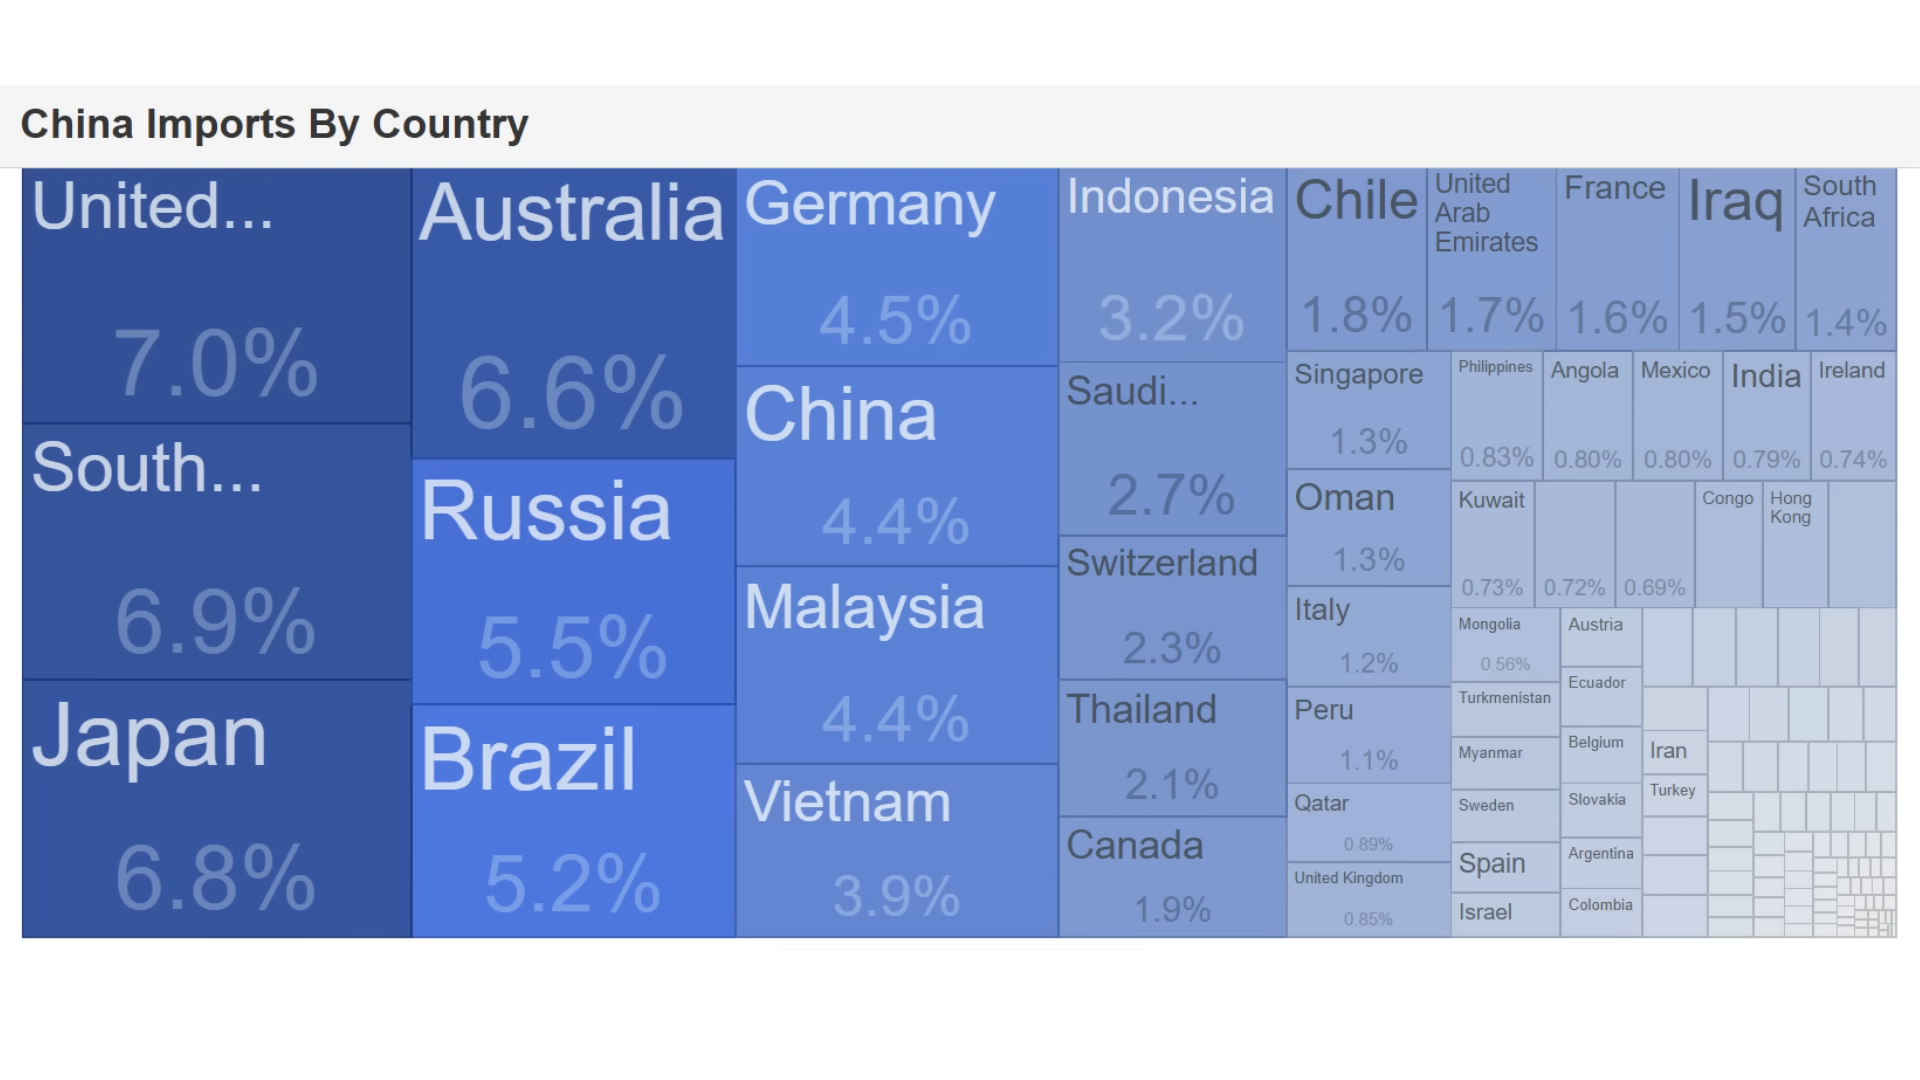 China Imports By Country
United...
7.0%
South...
6.9%
Japan
6.8%
Australia
6.6%
Russia
5.5%
Brazil
5.2%
Germany
4.5%
China
4.4%
Malaysia
4.4%
Vietnam
3.9%
Indonesia
3.2%
Saudi...
2.7%
Switzerland
2.3%
Thailand
2.1%
Canada
1.9%
Chile
1.8%
United
Arab
Emirates
1.7%
France
1.6%
Iraq
1.5%
South
Africa
1.4%
Singapore
1.3%
Oman
1.3%
Italy
1.2%
Peru
1.1%
Qatar
0.89%
United Kingdom
0.85%
Philippines
0.83%
Angola
0.80%
Mexico
0.80%
India
0.79%
Ireland
0.74%
Kuwait
0.73%
0.72%
0.69%
Congo
Hong
Kong
Mongolia
0.56%
Turkmenistan
Myanmar
Sweden
Spain
Israel
Austria
Ecuador
Belgium
Slovakia
Argentina
Colombia
Iran
Turkey